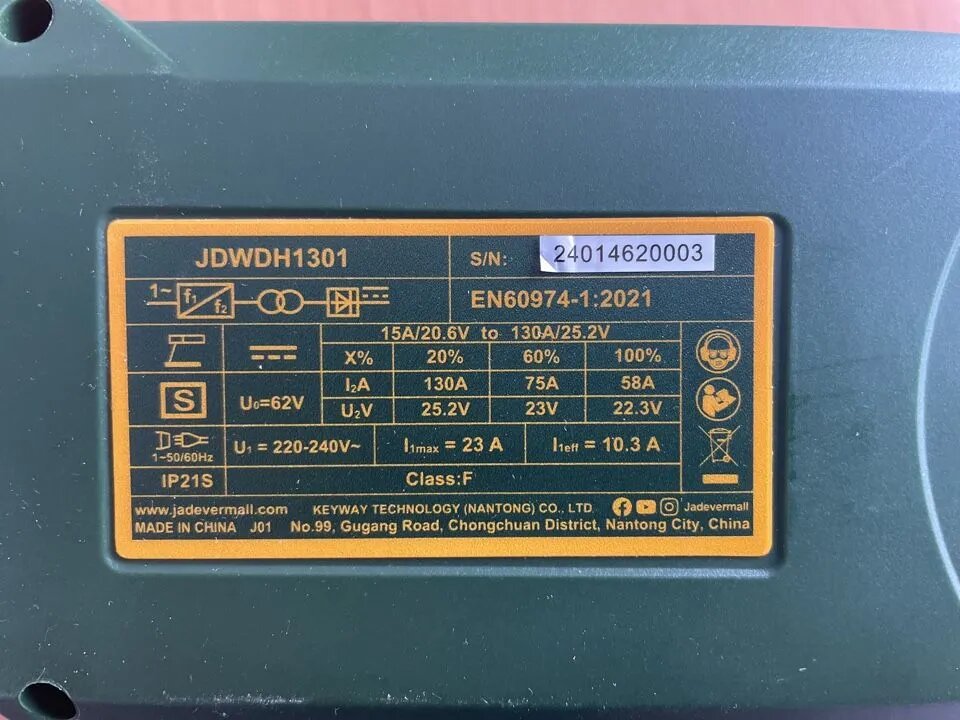 JDWDH1301
S/N: 24014620003
1~ f₁ f₂
EN60974-1:2021
15A/20.6V to 130A/25.2V
X% 20% 60% 100%
S
U₀=62V
I₂A 130A 75A 58A
U₂V 25.2V 23V 22.3V
1~50/60Hz
U₁ = 220-240V~ I₁max = 23 A I₁eff = 10.3 A
IP21S Class:F
www.jadevermall.com KEYWAY TECHNOLOGY (NANTONG) CO., LTD. Jadevermall
MADE IN CHINA J01 No.99, Gugang Road, Chongchuan District, Nantong City, China